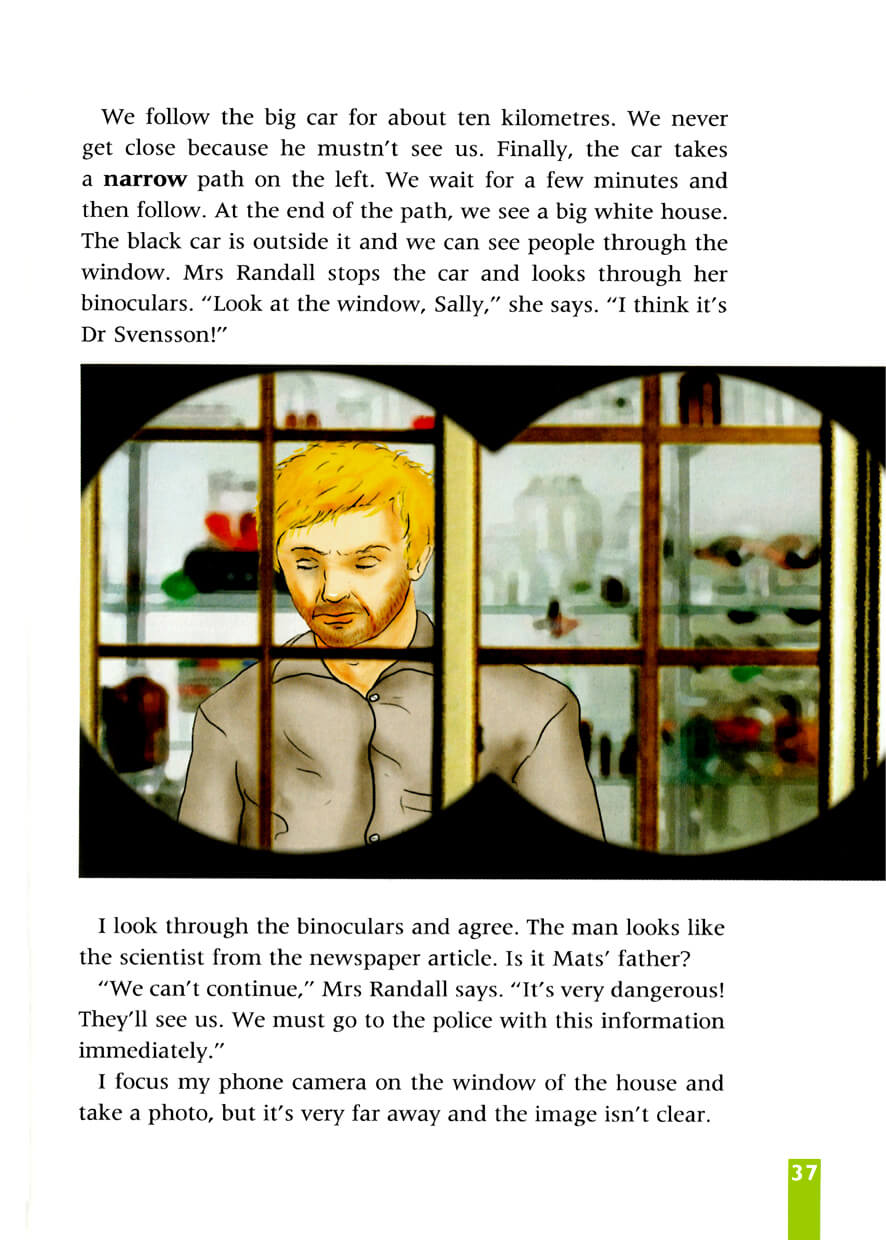 We follow the big car for about ten kilometres. We never
get close because he mustn't see us. Finally, the car takes
a narrow path on the left. We wait for a few minutes and
then follow. At the end of the path, we see a big white house.
The black car is outside it and we can see people through the
window. Mrs Randall stops the car and looks through her
binoculars. “Look at the window, Sally,” she says. “I think it's
Dr Svensson!”
I look through the binoculars and agree. The man looks like
the scientist from the newspaper article. Is it Mats' father?
“We can't continue,” Mrs Randall says. “It's very dangerous!
They'll see us. We must go to the police with this information
immediately.”
I focus my phone camera on the window of the house and
take a photo, but it's very far away and the image isn't clear.
37